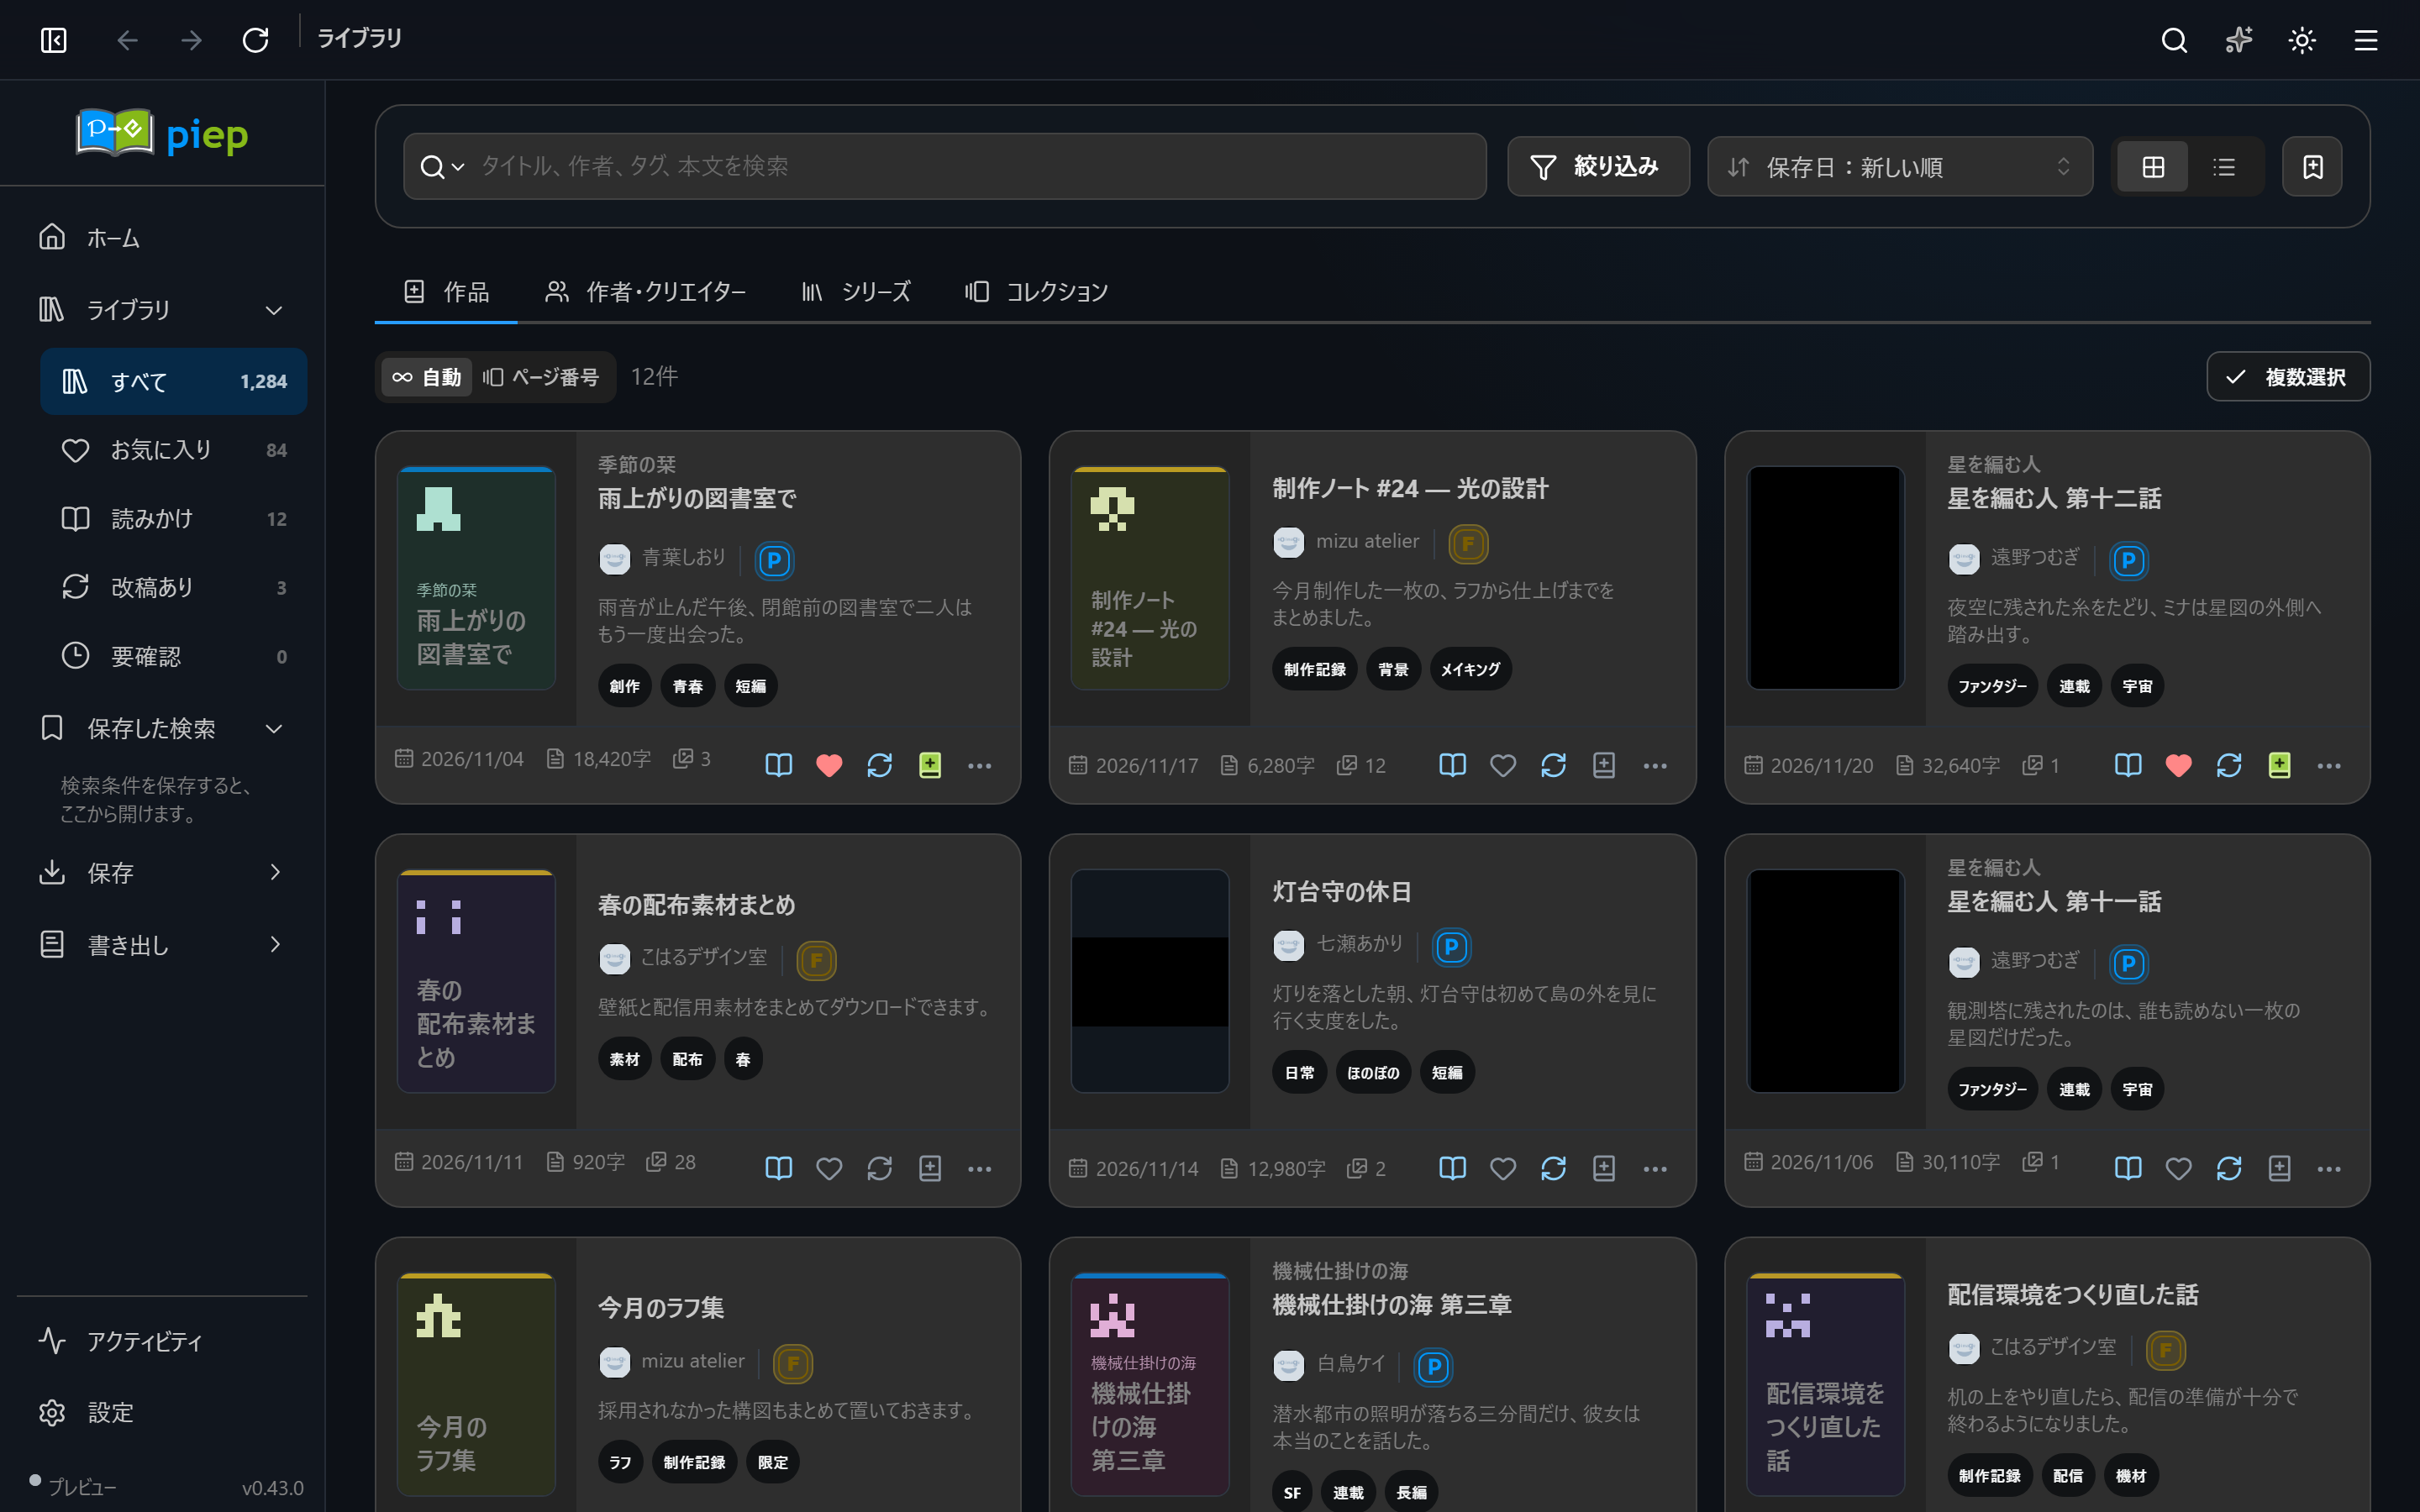 ライブラリ
piep
ホーム
ライブラリ
すべて 1,284
お気に入り 84
読みかけ 12
改稿あり 3
要確認 0
保存した検索
検索条件を保存すると、
ここから開けます。
保存
書き出し
アクティビティ
設定
プレビュー v0.43.0
タイトル、作者、タグ、本文を検索
絞り込み
保存日：新しい順
作品 作者・クリエイター シリーズ コレクション
自動 ページ番号 12件
複数選択
季節の栞
雨上がりの
図書室で
季節の栞
雨上がりの図書室で
青葉しおり P
雨音が止んだ午後、閉館前の図書室で二人は
もう一度出会った。
創作 青春 短編
2026/11/04 18,420字 3
制作ノート
#24 — 光の
設計
制作ノート #24 — 光の設計
mizu atelier F
今月制作した一枚の、ラフから仕上げまでを
まとめました。
制作記録 背景 メイキング
2026/11/17 6,280字 12
星を編む人
星を編む人 第十二話
遠野つむぎ P
夜空に残された糸をたどり、ミナは星図の外側へ
踏み出す。
ファンタジー 連載 宇宙
2026/11/20 32,640字 1
春の
配布素材ま
とめ
春の配布素材まとめ
こはるデザイン室 F
壁紙と配信用素材をまとめてダウンロードできます。
素材 配布 春
2026/11/11 920字 28
灯台守の休日
七瀬あかり P
灯りを落とした朝、灯台守は初めて島の外を見に
行く支度をした。
日常 ほのぼの 短編
2026/11/14 12,980字 2
星を編む人
星を編む人 第十一話
遠野つむぎ P
観測塔に残されたのは、誰も読めない一枚の
星図だけだった。
ファンタジー 連載 宇宙
2026/11/06 30,110字 1
今月の
ラフ集
今月のラフ集
mizu atelier F
採用されなかった構図もまとめて置いておきます。
ラフ 制作記録 限定
機械仕掛けの海
機械仕掛
けの海
第三章
機械仕掛けの海
機械仕掛けの海 第三章
白鳥ケイ P
潜水都市の照明が落ちる三分間だけ、彼女は
本当のことを話した。
SF 連載 長編
配信環境を
つくり直した
話
配信環境をつくり直した話
こはるデザイン室 F
机の上をやり直したら、配信の準備が十分で
終わるようになりました。
制作記録 配信 機材